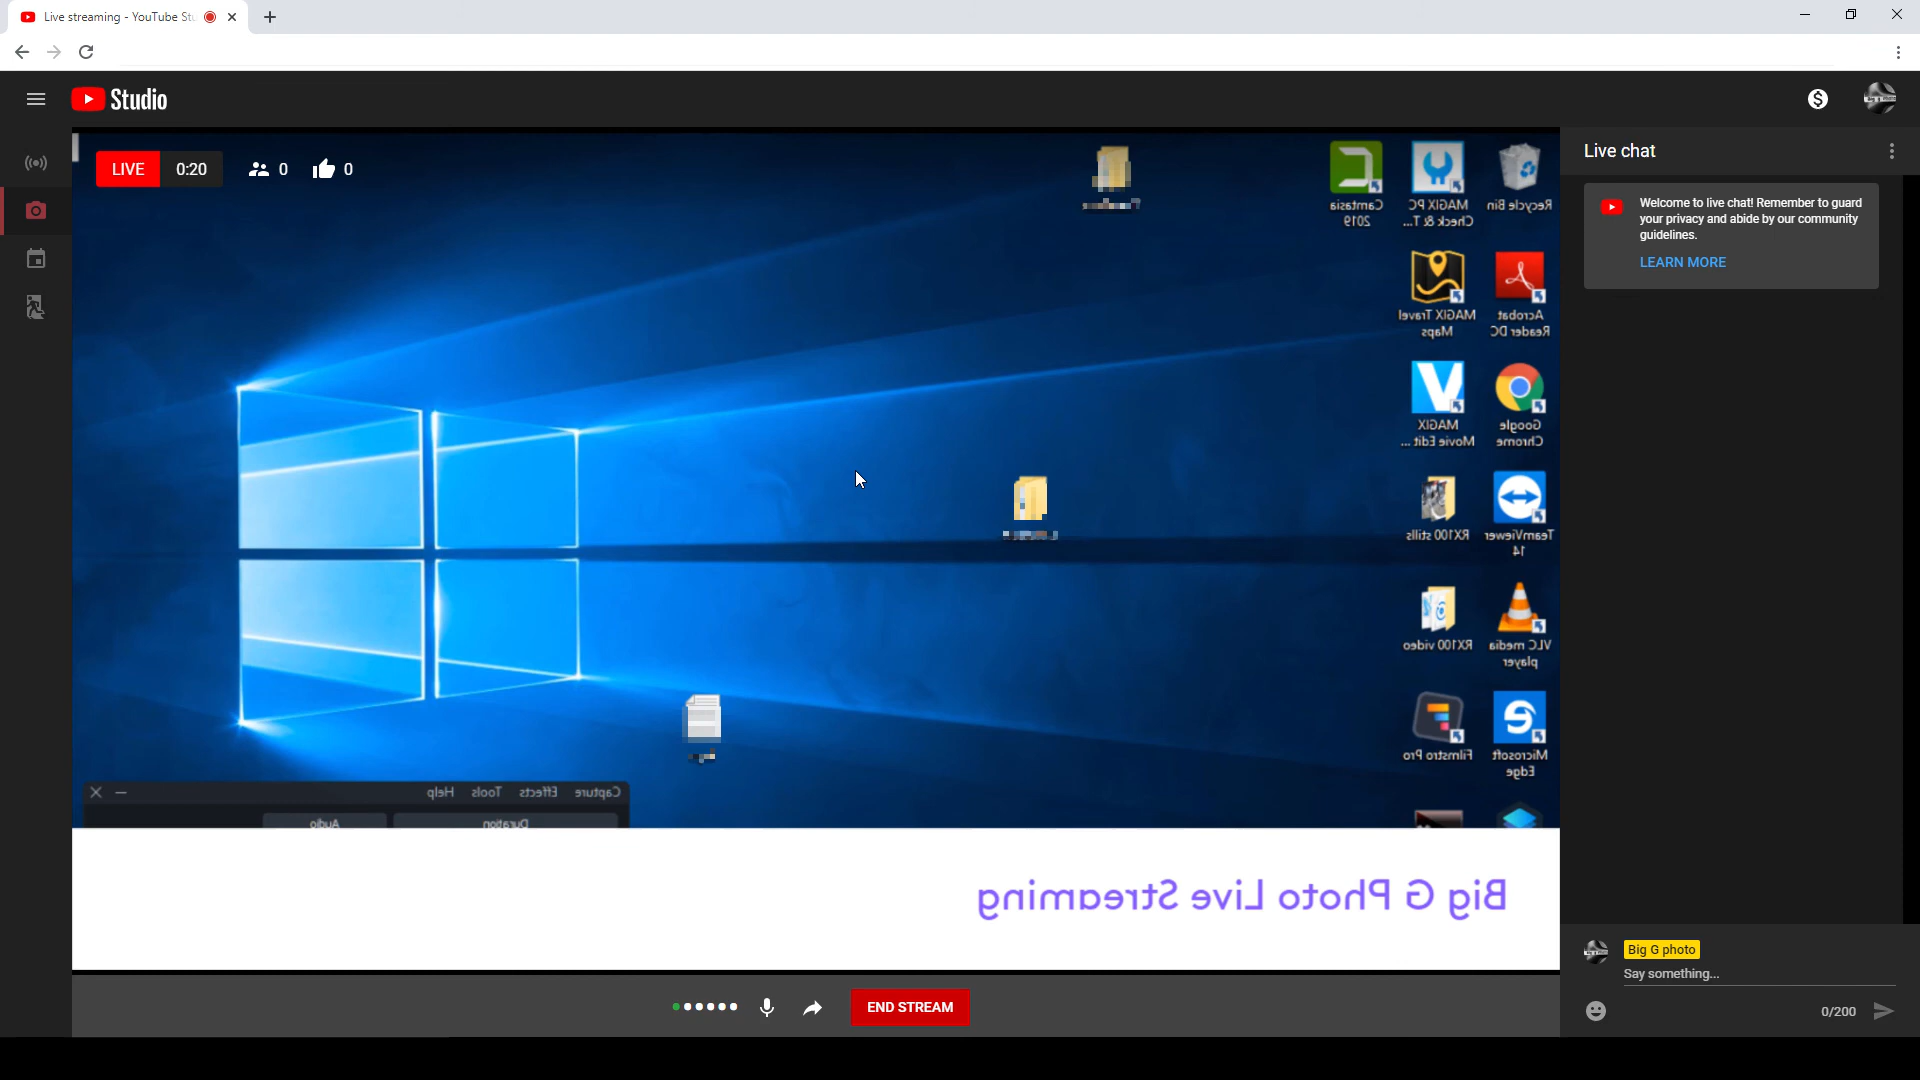 Live streaming - YouTube Stu
Studio
LIVE 0:20 0 0
Live chat
Welcome to live chat! Remember to guard
your privacy and abide by our community
guidelines.
LEARN MORE
Camtasia
2019
MAGIX PC
Check & T...
Recycle Bin
MAGIX Travel
Maps
Acrobat
Reader DC
MAGIX
Movie Edit ...
Google
Chrome
RX100 stills
TeamViewer
14
RX100 video
VLC media
player
Filmstro Pro
Microsoft
Edge
Capture Effects Tools Help
Duration
Audio
Big G Photo Live Streaming
END STREAM
Big G photo
Say something...
0/200